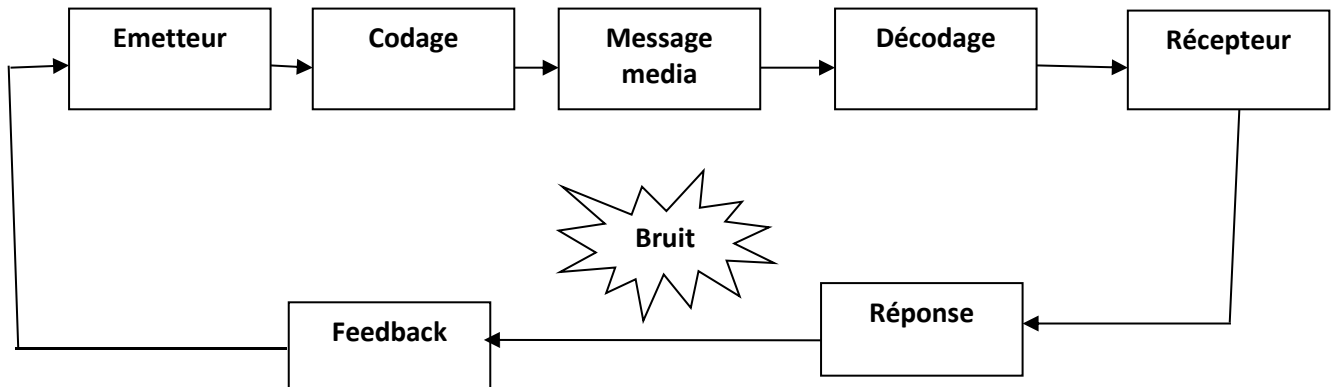 Emetteur
Codage
Message
media
Décodage
Récepteur
Bruit
Réponse
Feedback